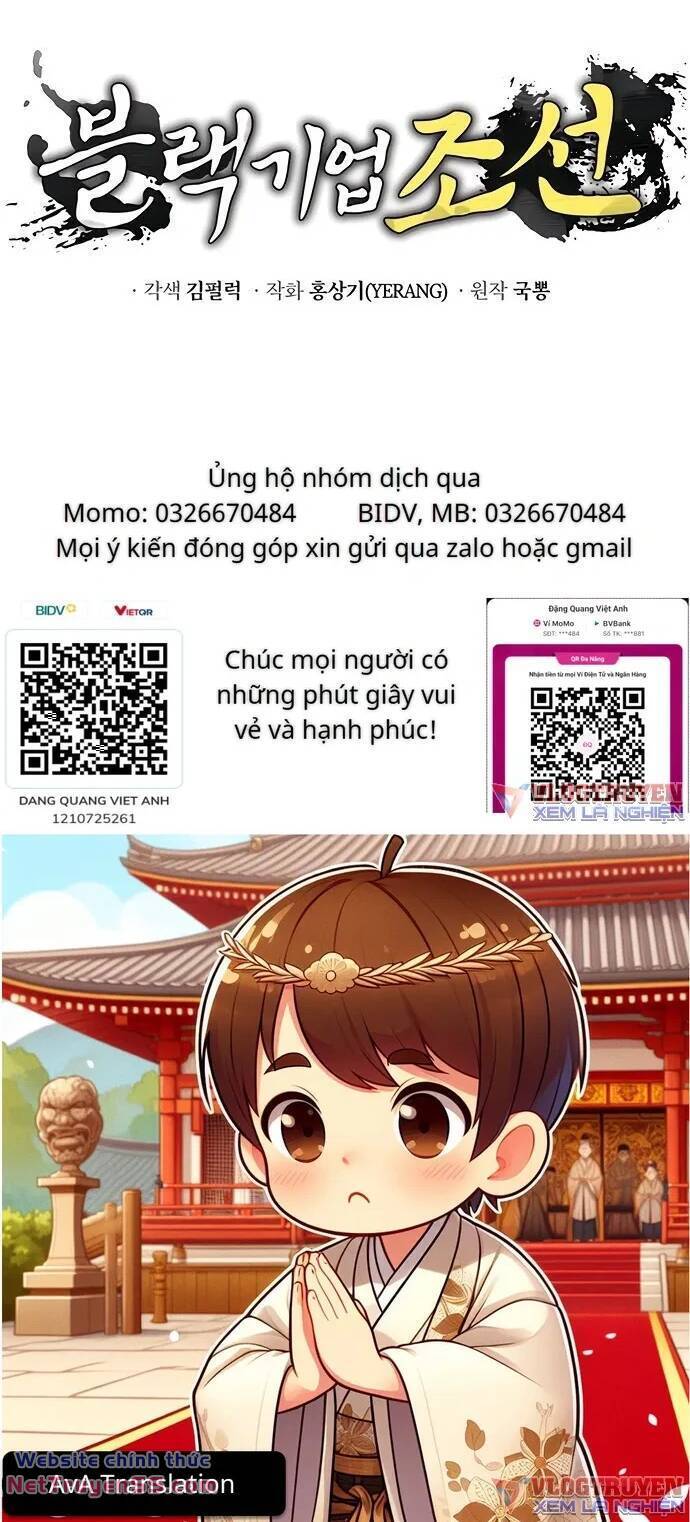 블랙기업조선
· 각색 김펄럭 · 작화 홍상기(YERANG) · 원작 국뽕
Ủng hộ nhóm dịch qua
Momo: 0326670484 BIDV, MB: 0326670484
Mọi ý kiến đóng góp xin gửi qua zalo hoặc gmail
BIDV VIETQR
DANG QUANG VIET ANH
1210725261
Chúc mọi người có
những phút giây vui
vẻ và hạnh phúc!
Đặng Quang Việt Anh
Ví MoMo BVBank
SĐT: ***484 Số TK: ***881
QR Đa Năng
Nhận tiền từ mọi Ví Điện Tử và Ngân Hàng
VLOGTRUYEN
XEM LÀ NGHIỆN
Website chính thức
AvA Translation
VLOGTRUYEN
XEM LÀ NGHIỆN